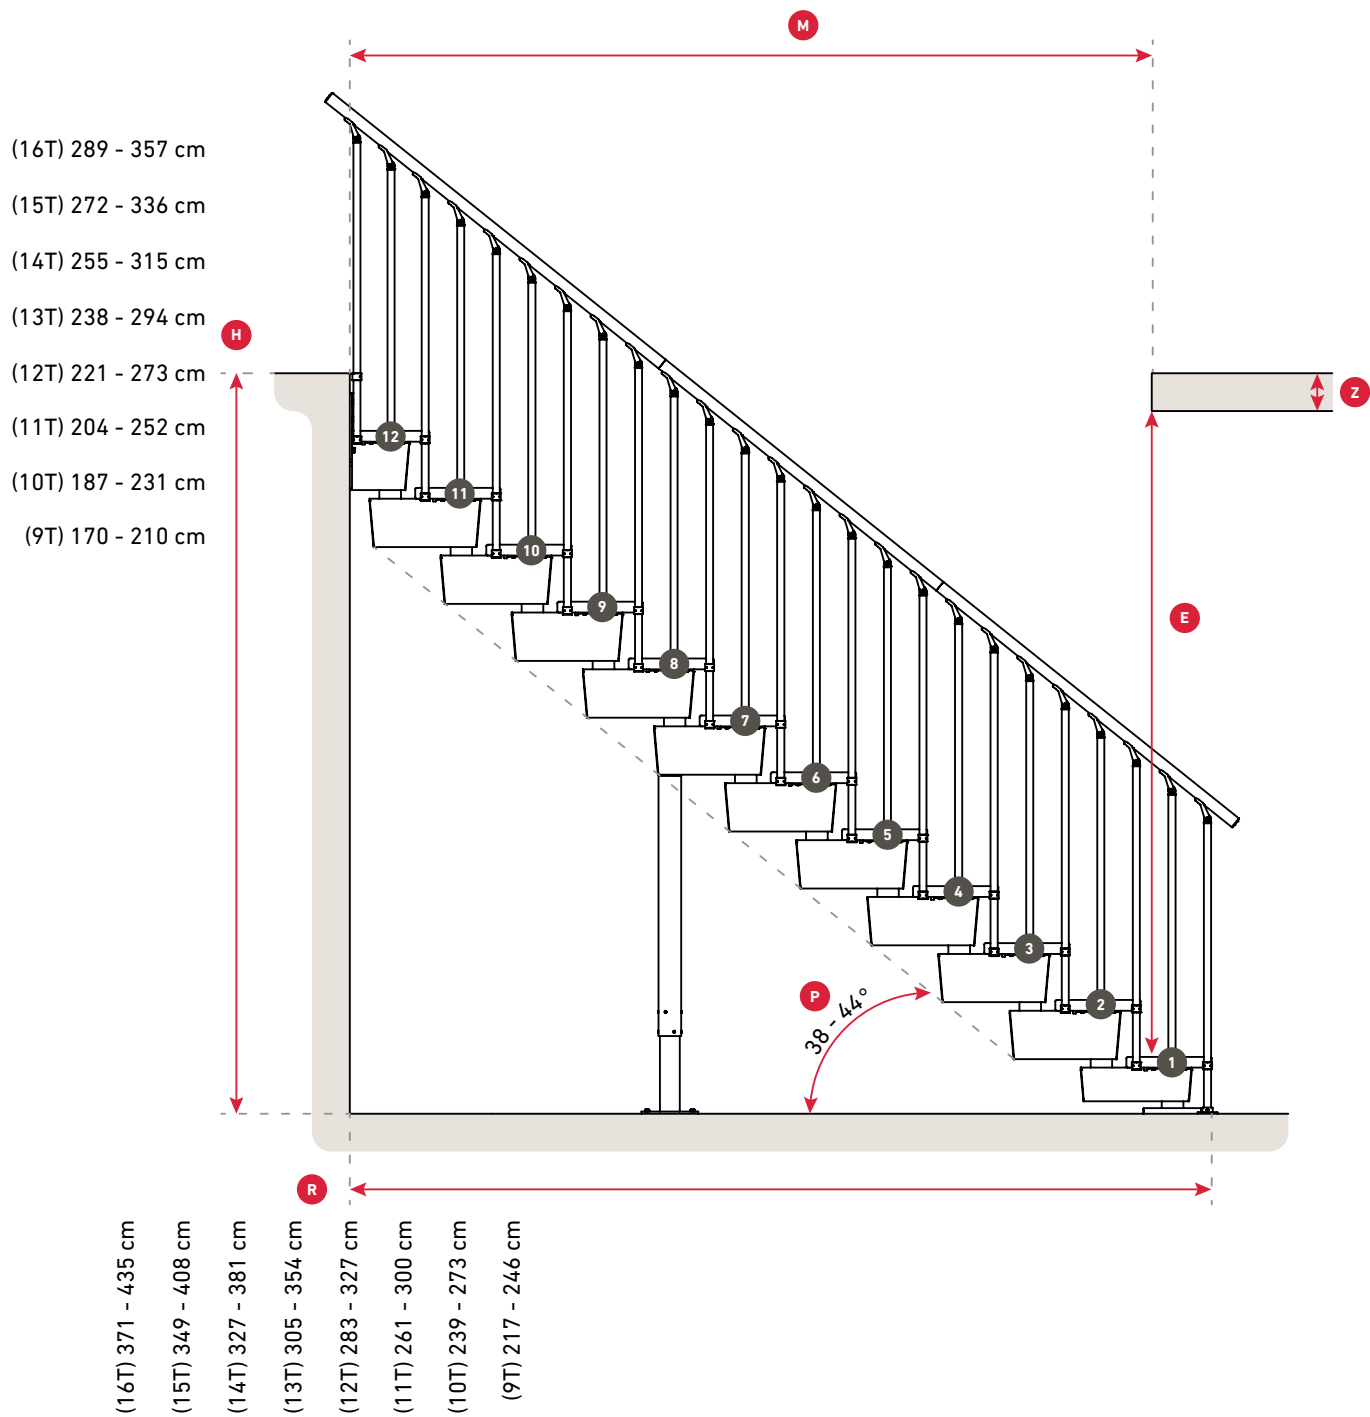 M
(16T) 289 - 357 cm
(15T) 272 - 336 cm
(14T) 255 - 315 cm
(13T) 238 - 294 cm
H
(12T) 221 - 273 cm
(11T) 204 - 252 cm
(10T) 187 - 231 cm
(9T) 170 - 210 cm
Z
12
11
10
9
8
7
6
5
4
3
2
1
E
P
38 - 44°
R
(16T) 371 - 435 cm
(15T) 349 - 408 cm
(14T) 327 - 381 cm
(13T) 305 - 354 cm
(12T) 283 - 327 cm
(11T) 261 - 300 cm
(10T) 239 - 273 cm
(9T) 217 - 246 cm